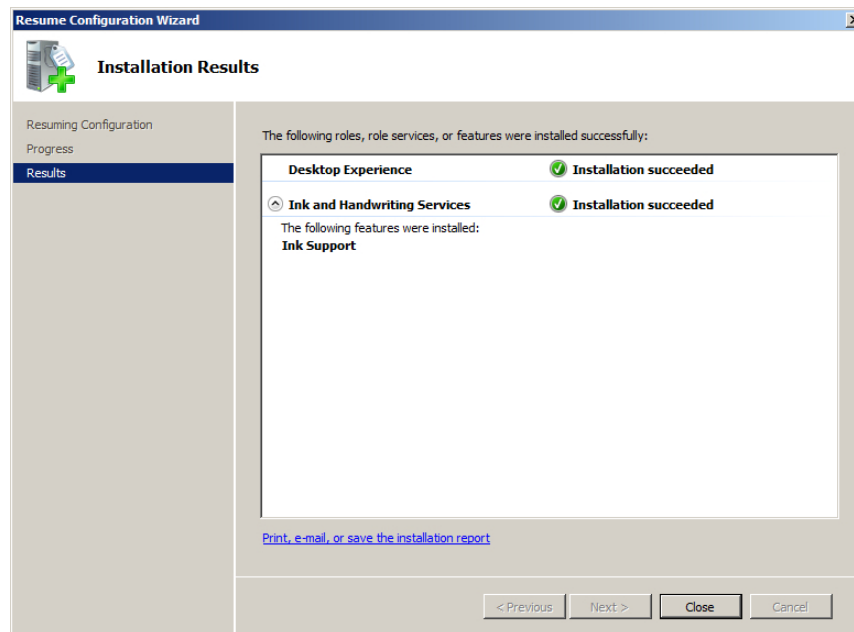 Resume Configuration Wizard
Installation Results
Resuming Configuration
Progress
Results
The following roles, role services, or features were installed successfully:
Desktop Experience Installation succeeded
Ink and Handwriting Services Installation succeeded
The following features were installed:
Ink Support
Print, e-mail, or save the installation report
< Previous Next > Close Cancel